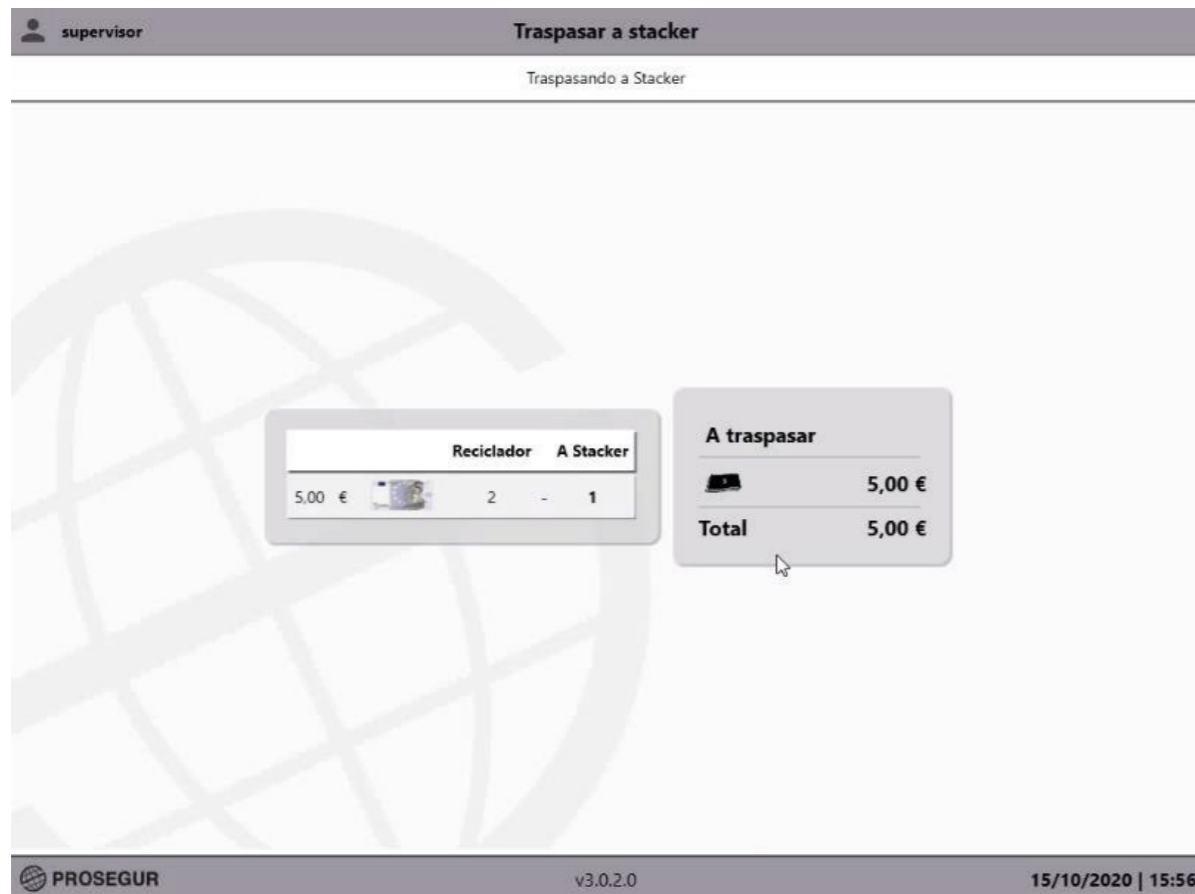 supervisor Traspasar a stacker
Traspasando a Stacker
Reciclador A Stacker
5,00 € 2 - 1
A traspasar
5,00 €
Total 5,00 €
PROSEGUR v3.0.2.0 15/10/2020 | 15:56